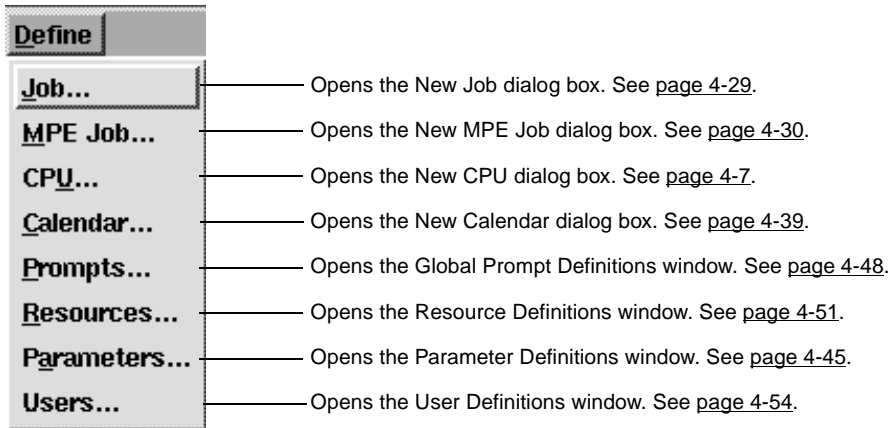 Define
Job... Opens the New Job dialog box. See page 4-29.
MPE Job... Opens the New MPE Job dialog box. See page 4-30.
CPU... Opens the New CPU dialog box. See page 4-7.
Calendar... Opens the New Calendar dialog box. See page 4-39.
Prompts... Opens the Global Prompt Definitions window. See page 4-48.
Resources... Opens the Resource Definitions window. See page 4-51.
Parameters... Opens the Parameter Definitions window. See page 4-45.
Users... Opens the User Definitions window. See page 4-54.